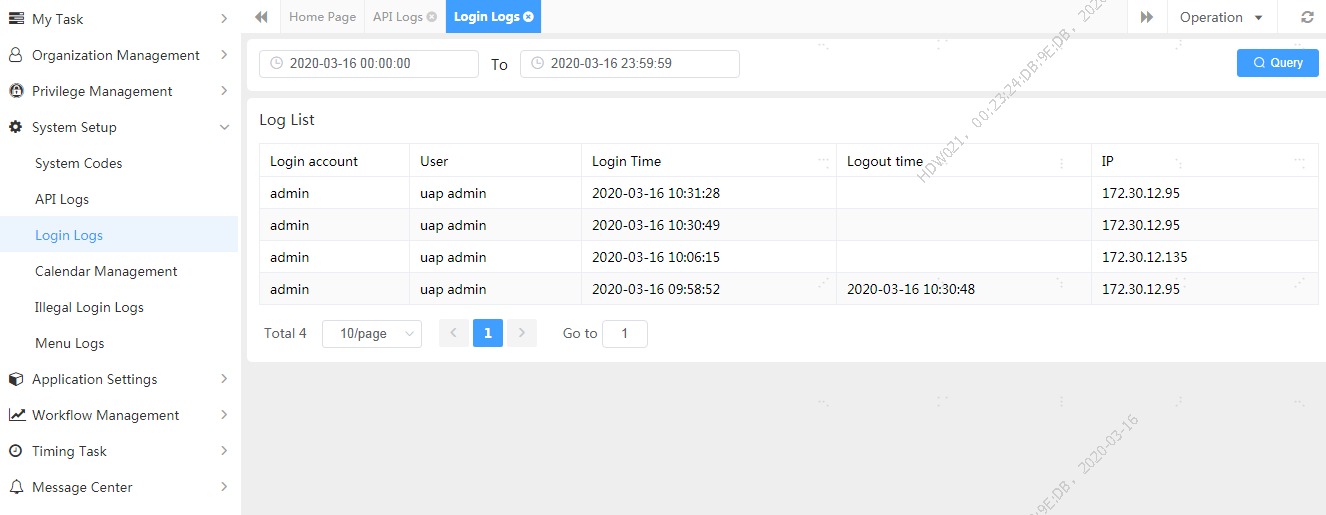 My Task
Organization Management
Privilege Management
System Setup
System Codes
API Logs
Login Logs
Calendar Management
Illegal Login Logs
Menu Logs
Application Settings
Workflow Management
Timing Task
Message Center
Home Page API Logs Login Logs Operation
2020-03-16 00:00:00 To 2020-03-16 23:59:59 Query
Log List
Login account User Login Time Logout time IP
admin uap admin 2020-03-16 10:31:28 172.30.12.95
admin uap admin 2020-03-16 10:30:49 172.30.12.95
admin uap admin 2020-03-16 10:06:15 172.30.12.135
admin uap admin 2020-03-16 09:58:52 2020-03-16 10:30:48 172.30.12.95
Total 4 10/page 1 Go to 1
HDW021, 00:23:24:DB:9E:DB, 2020
:9E:DB, 2020-03-16